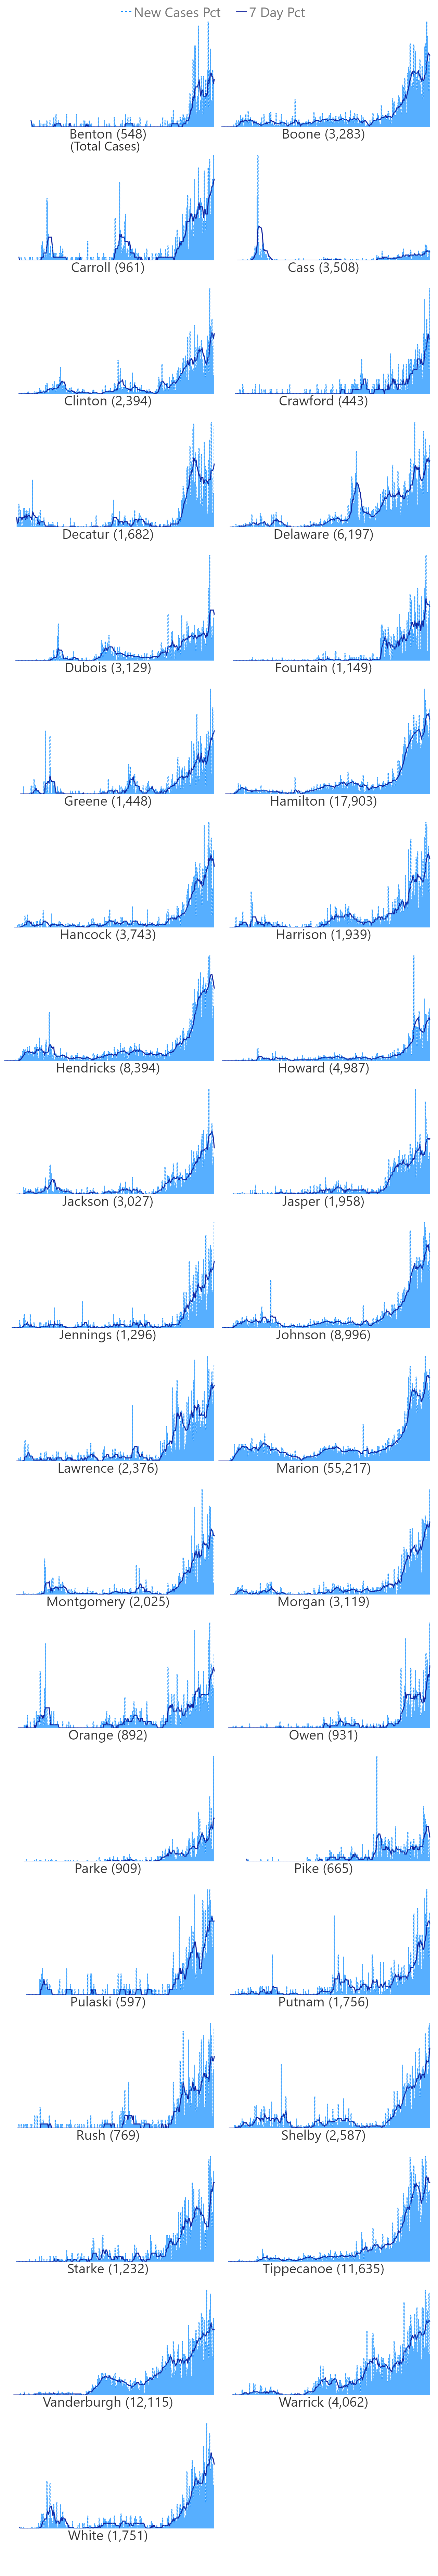 New Cases Pct 7 Day Pct
Benton (548) Boone (3,283)
(Total Cases)
Carroll (961) Cass (3,508)
Clinton (2,394) Crawford (443)
Decatur (1,682) Delaware (6,197)
Dubois (3,129) Fountain (1,149)
Greene (1,448) Hamilton (17,903)
Hancock (3,743) Harrison (1,939)
Hendricks (8,394) Howard (4,987)
Jackson (3,027) Jasper (1,958)
Jennings (1,296) Johnson (8,996)
Lawrence (2,376) Marion (55,217)
Montgomery (2,025) Morgan (3,119)
Orange (892) Owen (931)
Parke (909) Pike (665)
Pulaski (597) Putnam (1,756)
Rush (769) Shelby (2,587)
Starke (1,232) Tippecanoe (11,635)
Vanderburgh (12,115) Warrick (4,062)
White (1,751)